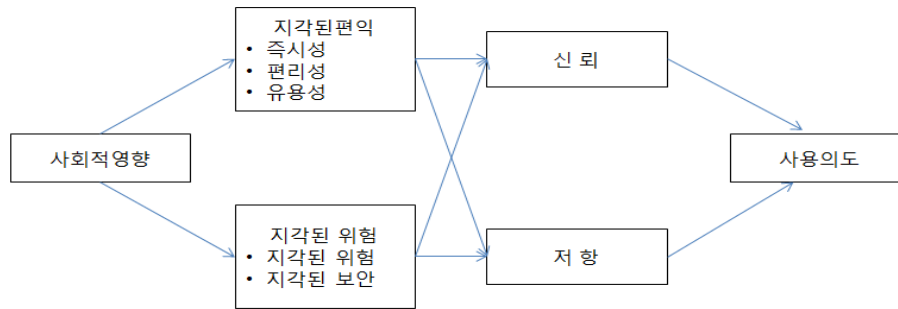 지각된편익
• 즉시성
• 편리성
• 유용성
신 뢰
사회적영향
사용의도
지각된 위험
• 지각된 위험
• 지각된 보안
저 항